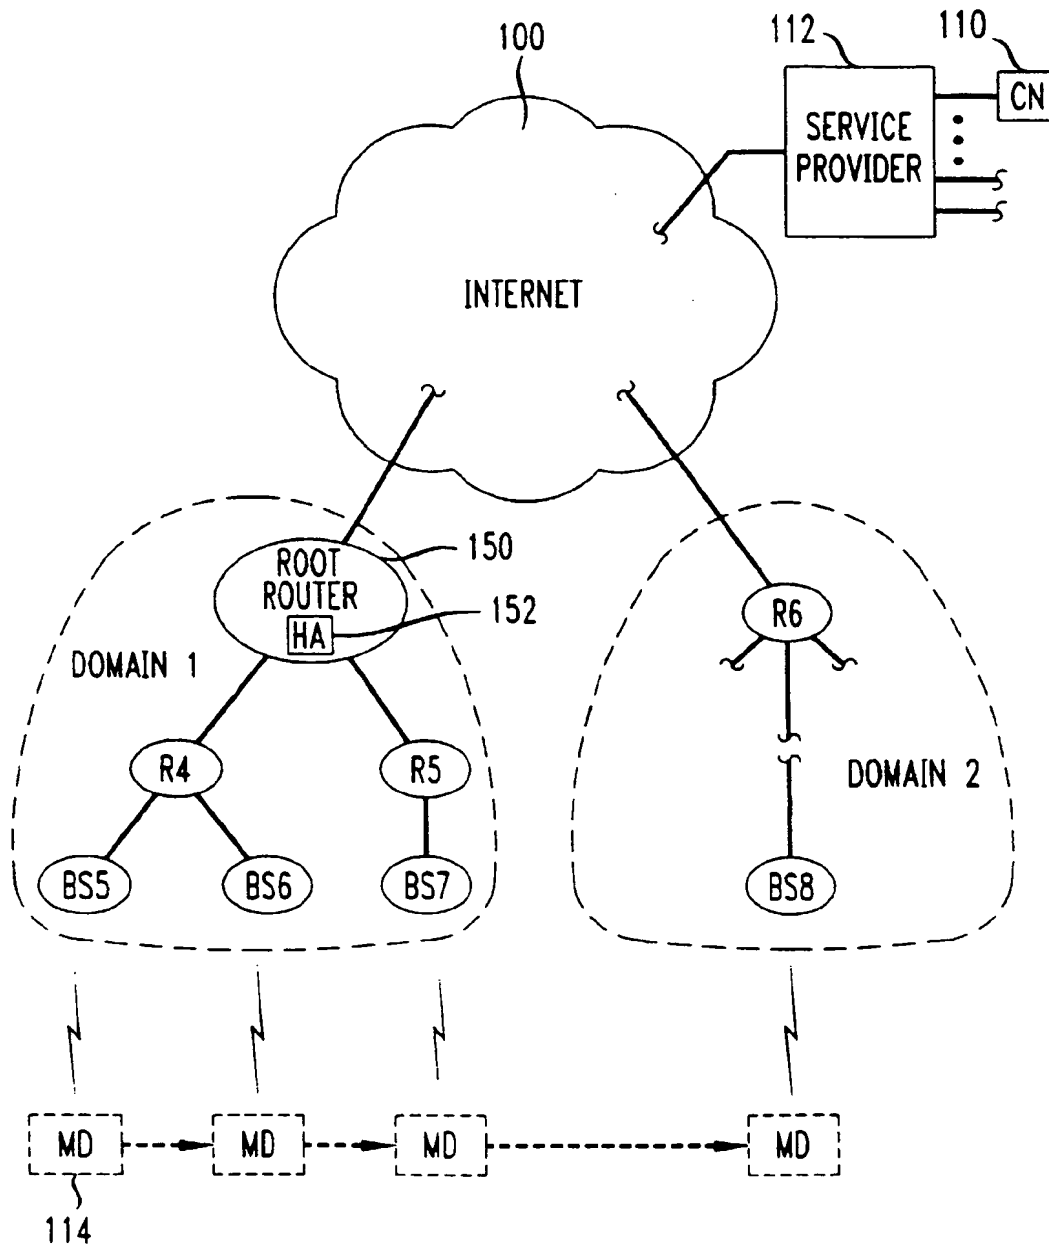 100
112
110
CN
SERVICE
PROVIDER
INTERNET
ROOT
ROUTER
HA
150
152
R6
DOMAIN 1
R4
R5
DOMAIN 2
BS5
BS6
BS7
BS8
MD
MD
MD
MD
114